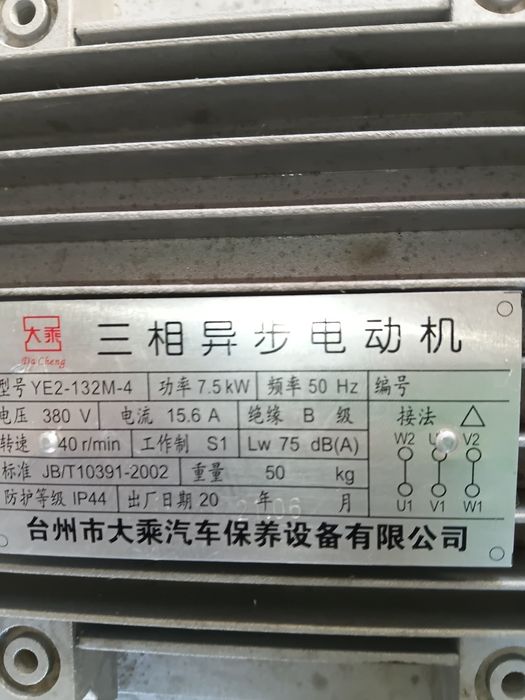 大乘
Da Cheng
三相异步电动机
型号 YE2-132M-4 功率 7.5 kW 频率 50 Hz 编号
电压 380 V 电流 15.6 A 绝缘 B 级 接法 △
转速 40 r/min 工作制 S1 Lw 75 dB(A)
W2 U V2
标准 JB/T10391-2002 重量 50 kg
U1 V1 W1
防护等级 IP44 出厂日期 20 年 月
台州市大乘汽车保养设备有限公司